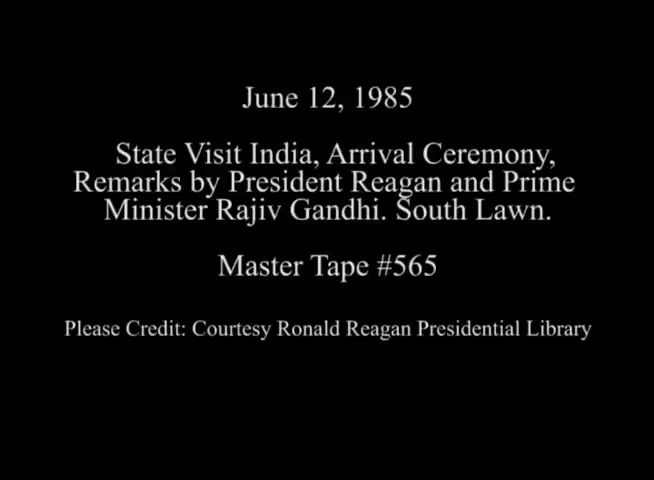 June 12, 1985
State Visit India, Arrival Ceremony,
Remarks by President Reagan and Prime
Minister Rajiv Gandhi. South Lawn.
Master Tape #565
Please Credit: Courtesy Ronald Reagan Presidential Library